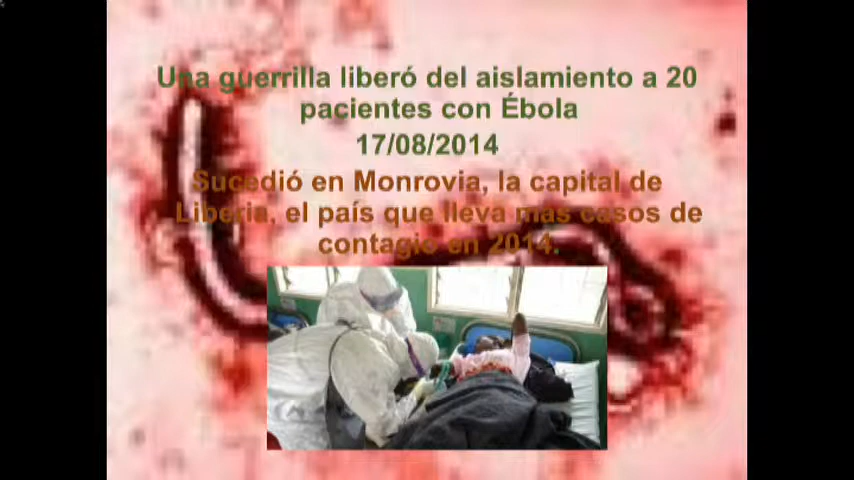 Una guerrilla liberó del aislamiento a 20
pacientes con Ébola
17/08/2014
Sucedió en Monrovia, la capital de
Liberia, el país que lleva más casos de
contagio en 2014.